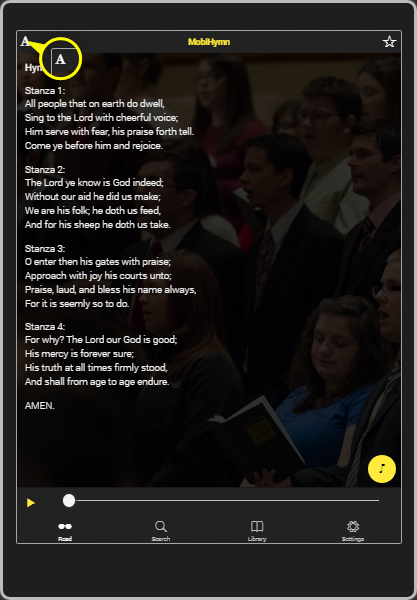 A
MobiHymn
A
Hym
Stanza 1:
All people that on earth do dwell,
Sing to the Lord with cheerful voice;
Him serve with fear, his praise forth tell.
Come ye before him and rejoice.
Stanza 2:
The Lord ye know is God indeed;
Without our aid he did us make;
We are his folk; he doth us feed,
And for his sheep he doth us take.
Stanza 3:
O enter then his gates with praise;
Approach with joy his courts unto;
Praise, laud, and bless his name always,
For it is seemly so to do.
Stanza 4:
For why? The Lord our God is good;
His mercy is forever sure;
His truth at all times firmly stood,
And shall from age to age endure.
AMEN.
Read Search Library Settings